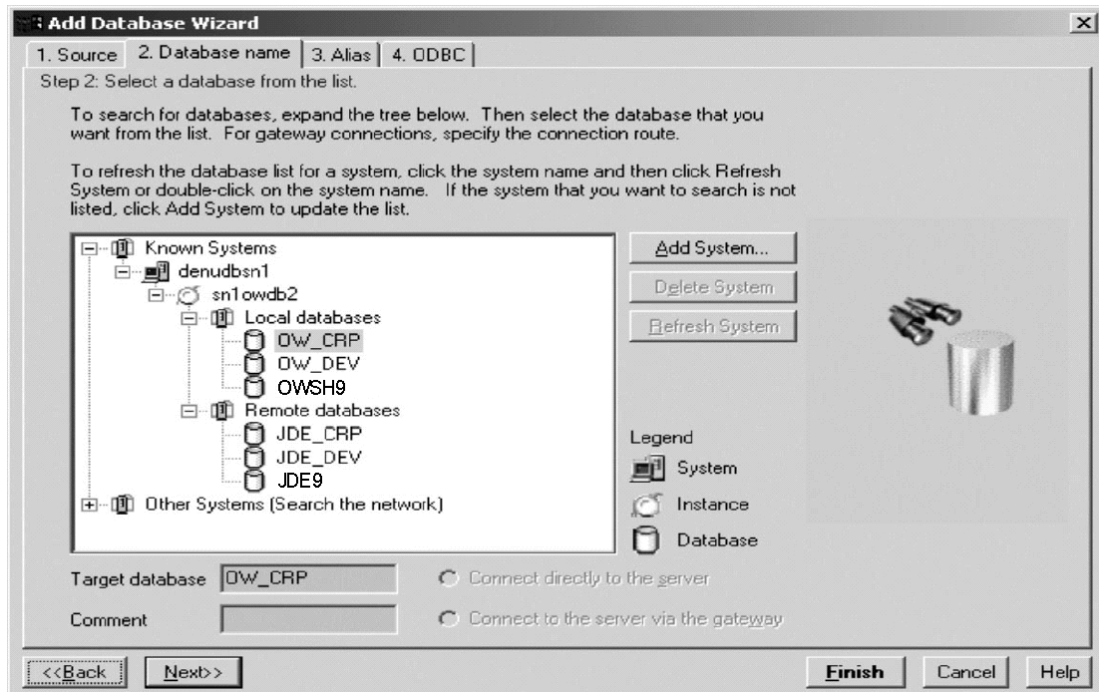 Add Database Wizard
1. Source 2. Database name 3. Alias 4. ODBC
Step 2: Select a database from the list.
To search for databases, expand the tree below. Then select the database that you
want from the list. For gateway connections, specify the connection route.
To refresh the database list for a system, click the system name and then click Refresh
System or double-click on the system name. If the system that you want to search is not
listed, click Add System to update the list.
Known Systems
denudbsn1
sn1owdb2
Local databases
OW_CRP
OW_DEV
OWSH9
Remote databases
JDE_CRP
JDE_DEV
JDE9
Other Systems (Search the network)
Add System...
Delete System
Refresh System
Legend
System
Instance
Database
Target database OW_CRP
Connect directly to the server
Comment
Connect to the server via the gateway
<<Back Next>> Finish Cancel Help